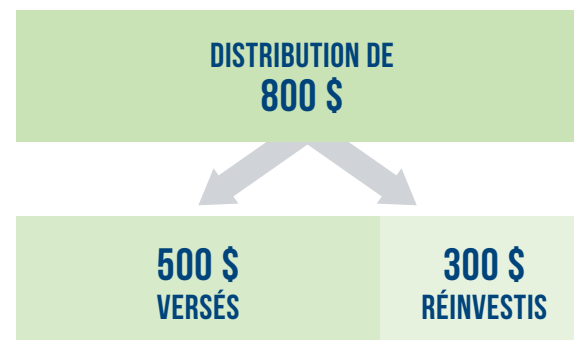 DISTRIBUTION DE
800 $
500 $
VERSÉS
300 $
RÉINVESTIS